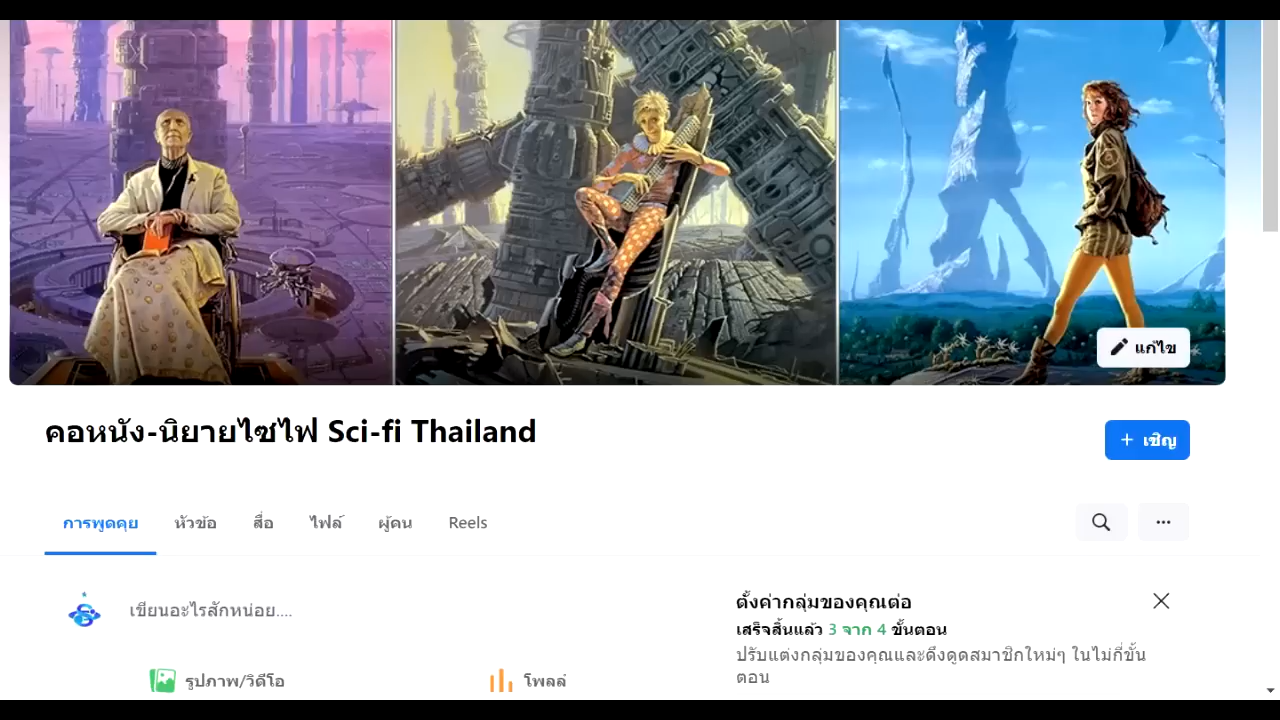 แก้ไข
คอหนัง-นิยายไซไฟ Sci-fi Thailand
+ เชิญ
การพูดคุย หัวข้อ สื่อ ไฟล์ ผู้คน Reels
เขียนอะไรสักหน่อย....
รูปภาพ/วิดีโอ โพลล์
ตั้งค่ากลุ่มของคุณต่อ
เสร็จสิ้นแล้ว 3 จาก 4 ขั้นตอน
ปรับแต่งกลุ่มของคุณและดึงดูดสมาชิกใหม่ๆ ในไม่กี่ขั้น
ตอน